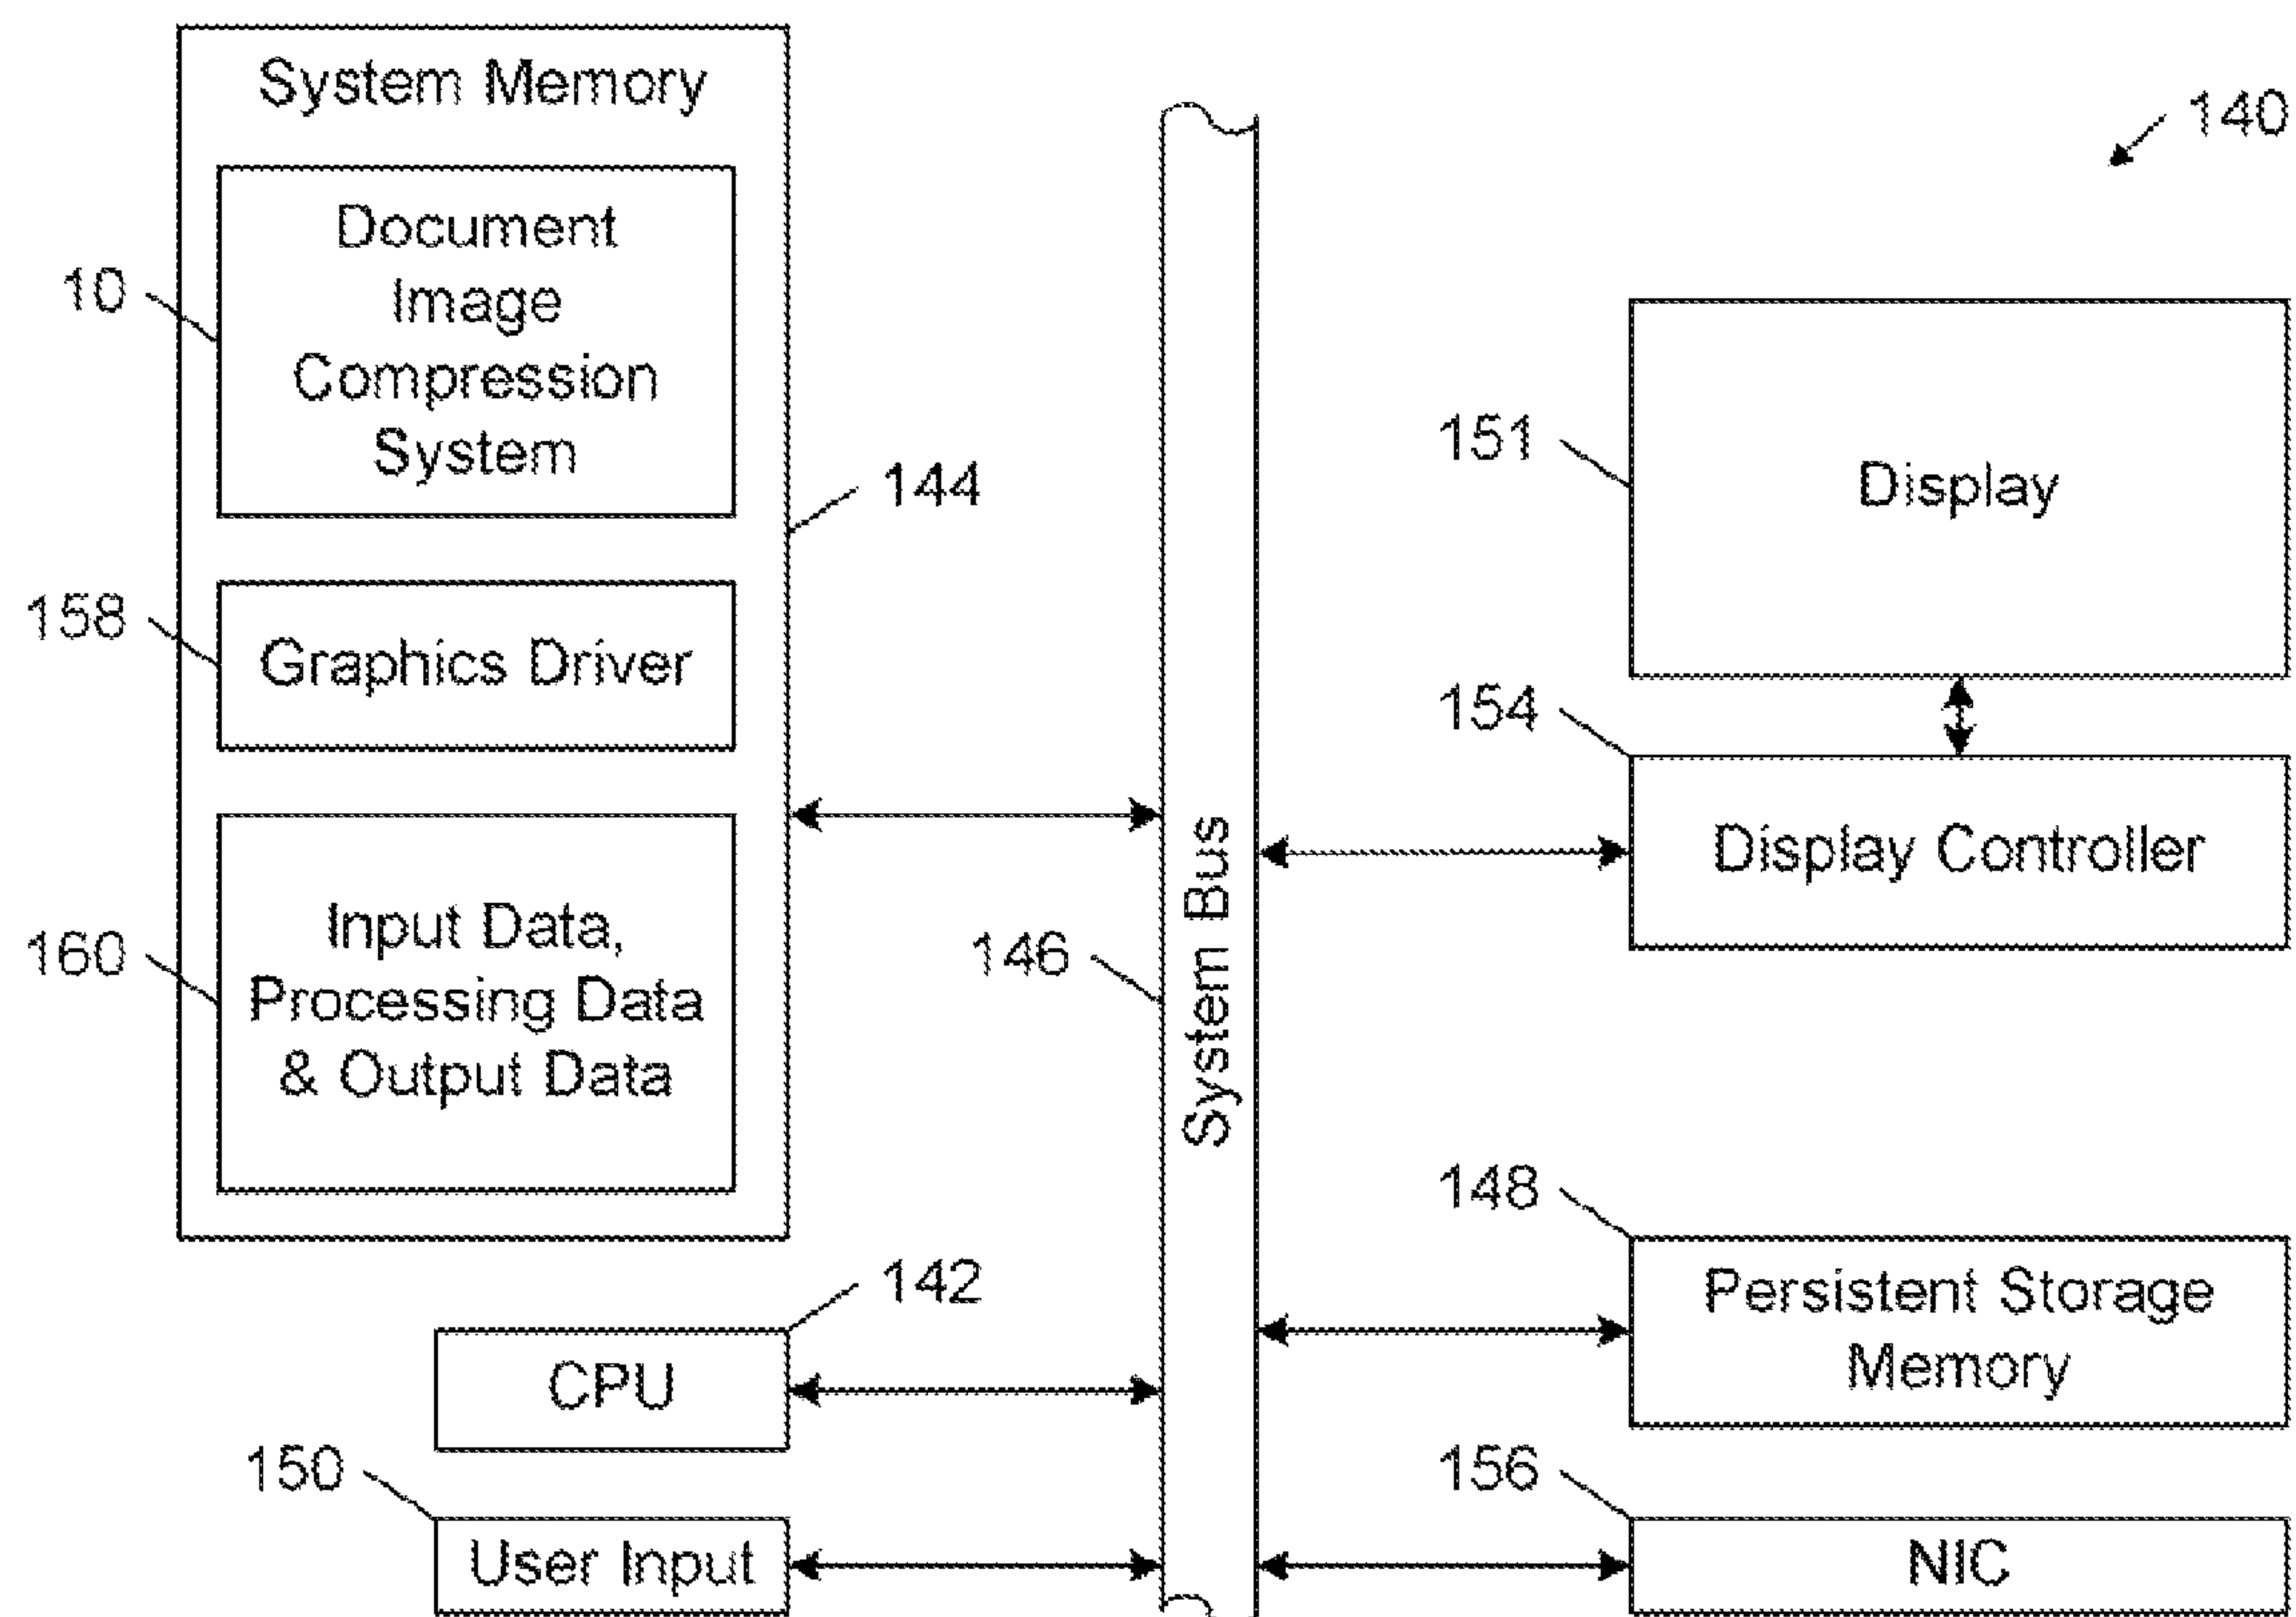 System Memory
140
Document
Image
Compression
System
10
144
151
Display
158
Graphics Driver
154
Display Controller
Input Data,
Processing Data
& Output Data
160
146
System Bus
148
Persistent Storage
Memory
142
CPU
150
User Input
156
NIC